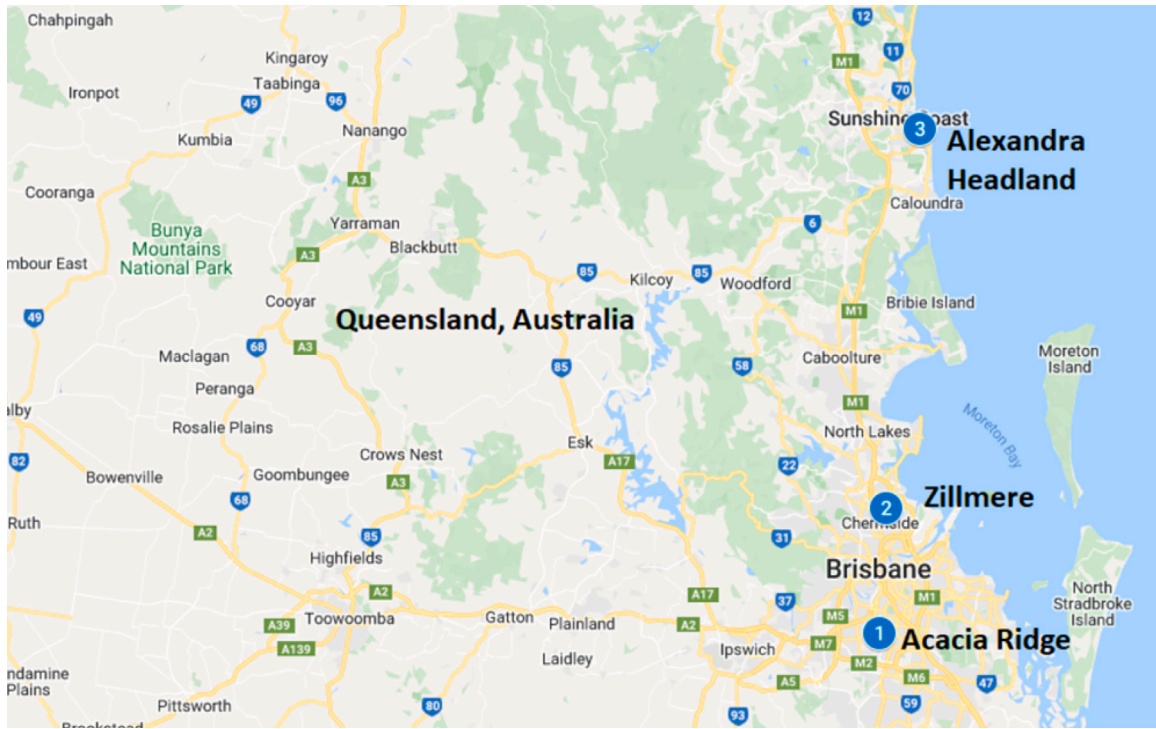 Chahpingah
12
Kingaroy
11
M1
Taabinga
Ironpot
49
96
70
Nanango
Sunshine Coast
3
Alexandra
Headland
Kumbia
A3
Cooranga
Caloundra
Yarraman
6
Bunya
Mountains
National Park
Blackbutt
A3
mbour East
85
Kilcoy
85
Woodford
Cooyar
Bribie Island
49
Queensland, Australia
M1
68
A3
Maclagan
Caboolture
Moreton
Island
85
58
Peranga
alby
M1
Rosalie Plains
North Lakes
Moreton Bay
Esk
Crows Nest
82
A17
22
Bowenville
Goombungee
A3
68
Zillmere
2
Ruth
A2
Chermside
85
31
Highfields
Brisbane
A2
A17
37
M1
North
Stradbroke
Island
A39
Toowoomba
Gatton
Plainland
A2
M5
1
Acacia Ridge
A139
M7
Ipswich
Laidley
M2
ndamine
Plains
A5
M6
47
Pittsworth
80
59
93
Brookstead